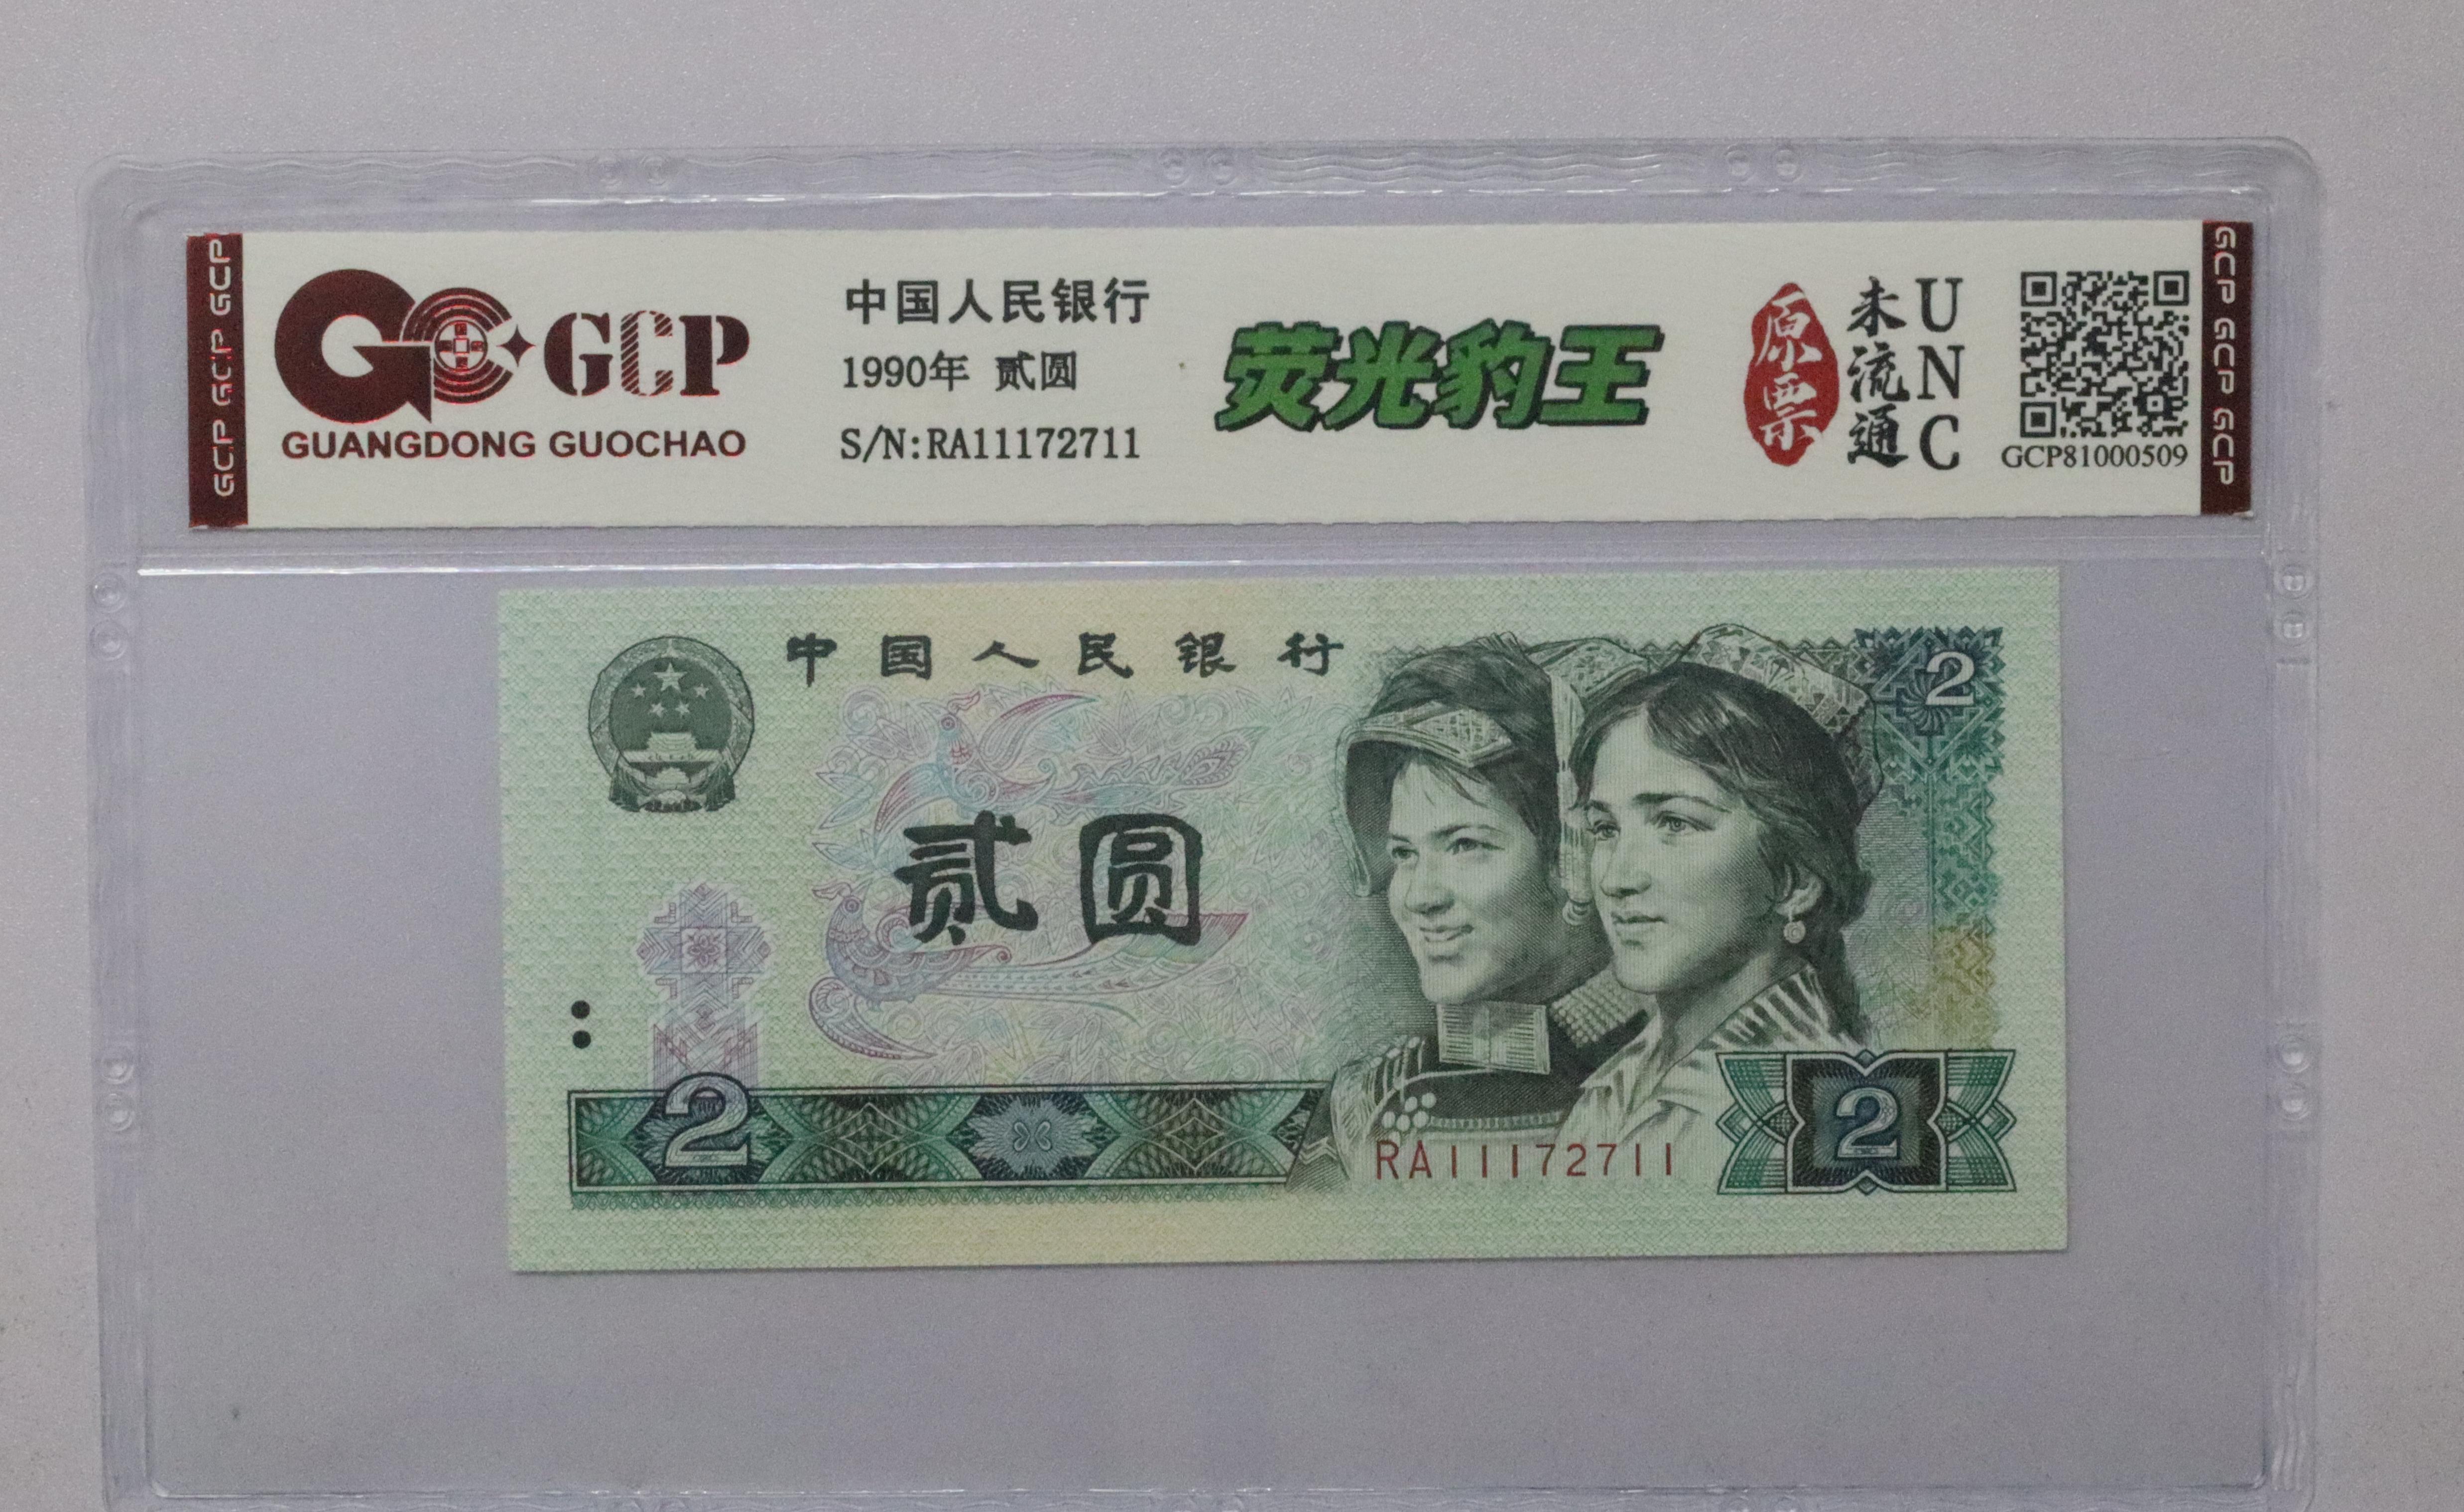 GCP GCP GCP
GCP
GUANGDONG GUOCHAO
中国人民银行
1990年 贰圆
S/N:RA11172711
荧光豹王
原票
未流通
UNC
GCP81000509
GCP GCP GCP
中国人民银行
2
贰圆
2
RA11172711
2